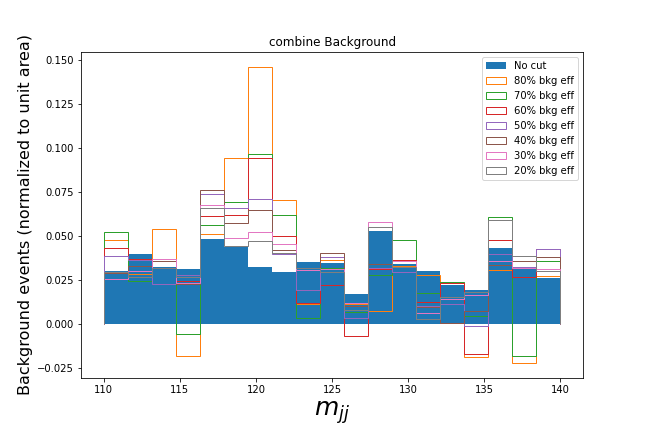 combine Background
Background events (normalized to unit area)
0.150
0.125
0.100
0.075
0.050
0.025
0.000
−0.025
No cut
80% bkg eff
70% bkg eff
60% bkg eff
50% bkg eff
40% bkg eff
30% bkg eff
20% bkg eff
110 115 120 125 130 135 140
m_{jj}